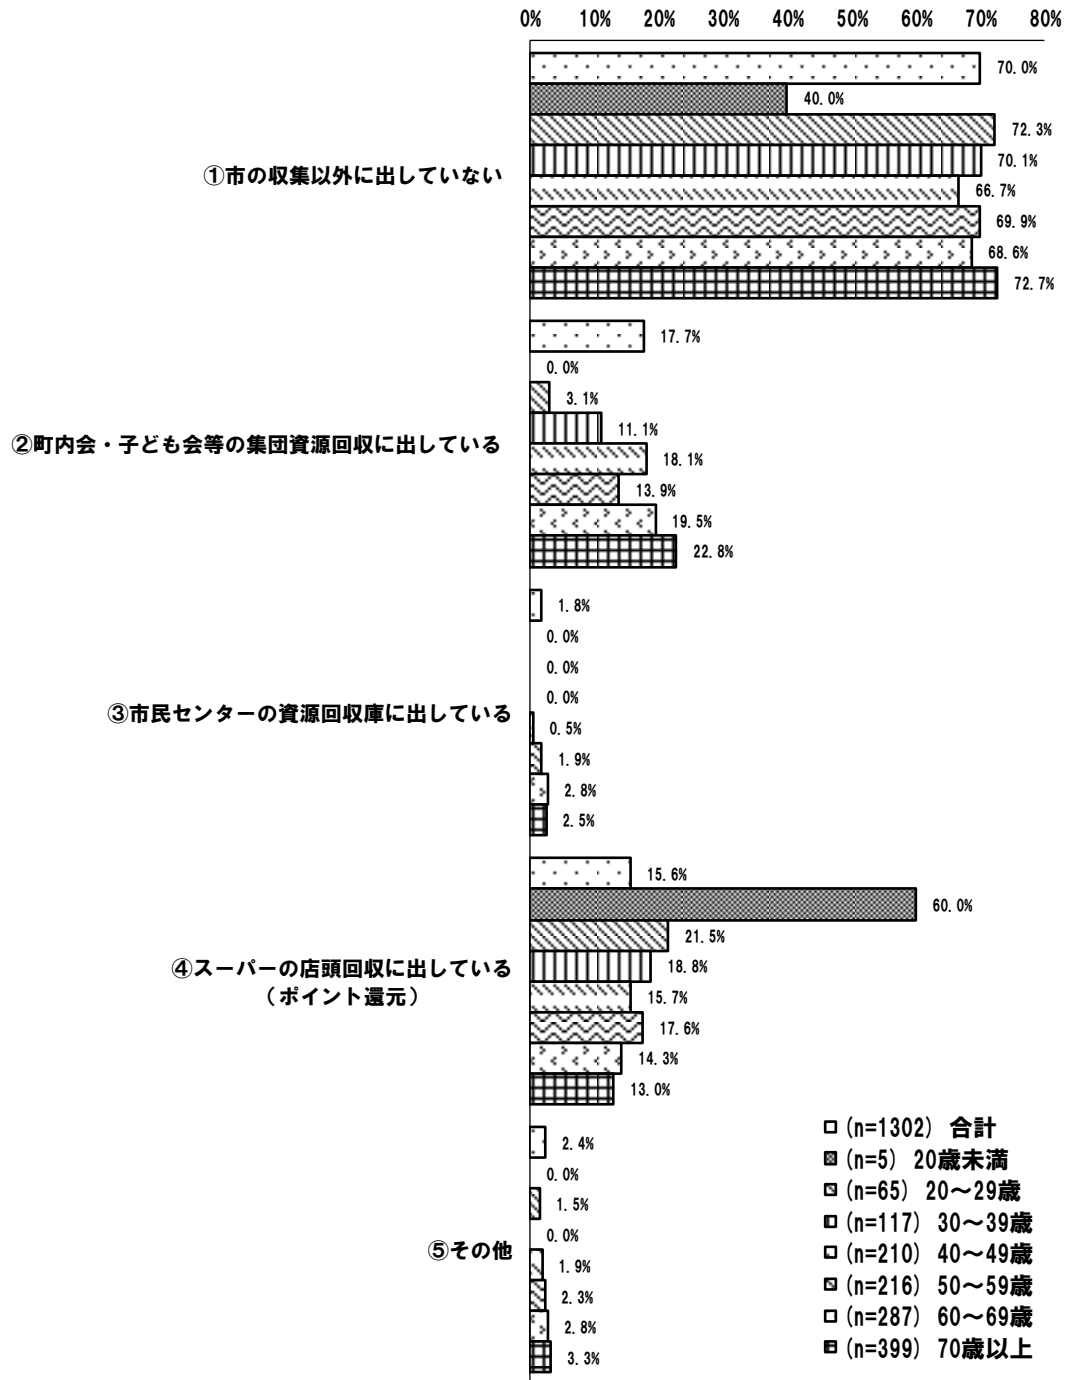 0% 10% 20% 30% 40% 50% 60% 70% 80%
①市の収集以外に出していない
70.0%
40.0%
72.3%
70.1%
66.7%
69.9%
68.6%
72.7%
②町内会・子ども会等の集団資源回収に出している
17.7%
0.0%
3.1%
11.1%
18.1%
13.9%
19.5%
22.8%
③市民センターの資源回収庫に出している
1.8%
0.0%
0.0%
0.0%
0.5%
1.9%
2.8%
2.5%
④スーパーの店頭回収に出している
（ポイント還元）
15.6%
60.0%
21.5%
18.8%
15.7%
17.6%
14.3%
13.0%
⑤その他
2.4%
0.0%
1.5%
0.0%
1.9%
2.3%
2.8%
3.3%
(n=1302) 合計
(n=5) 20歳未満
(n=65) 20～29歳
(n=117) 30～39歳
(n=210) 40～49歳
(n=216) 50～59歳
(n=287) 60～69歳
(n=399) 70歳以上